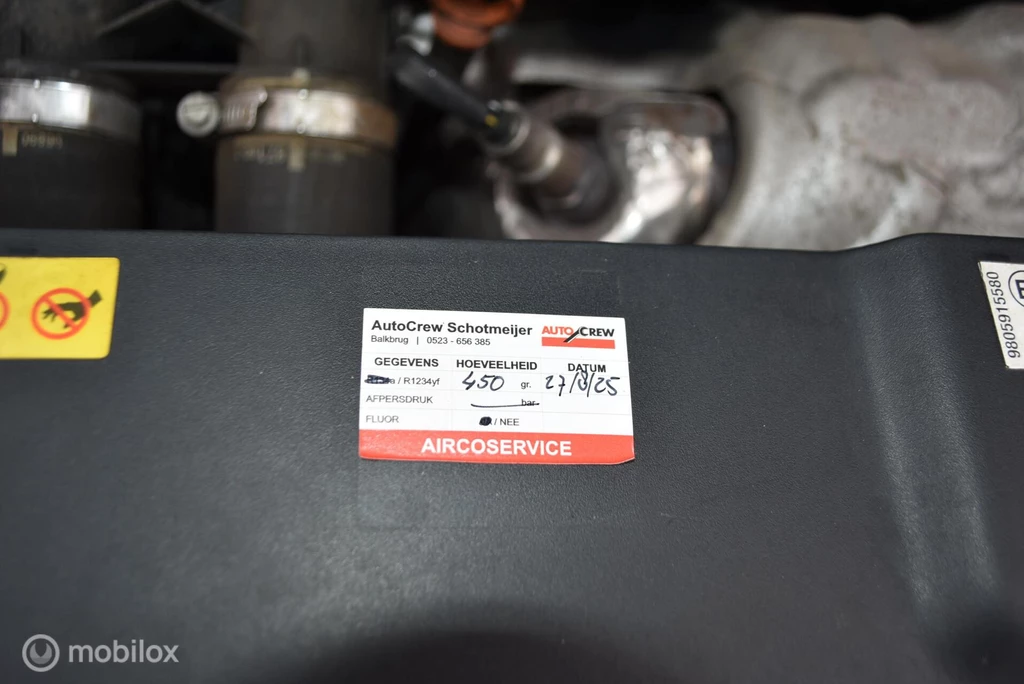 AutoCrew Schotmeijer
AUTO CREW
Balkbrug | 0523 - 656 385
GEGEVENS HOEVEELHEID DATUM
/ R1234yf 450 gr. 27/8/25
AFPERSDRUK bar
FLUOR / NEE
AIRCOSERVICE
9805915580
mobilox